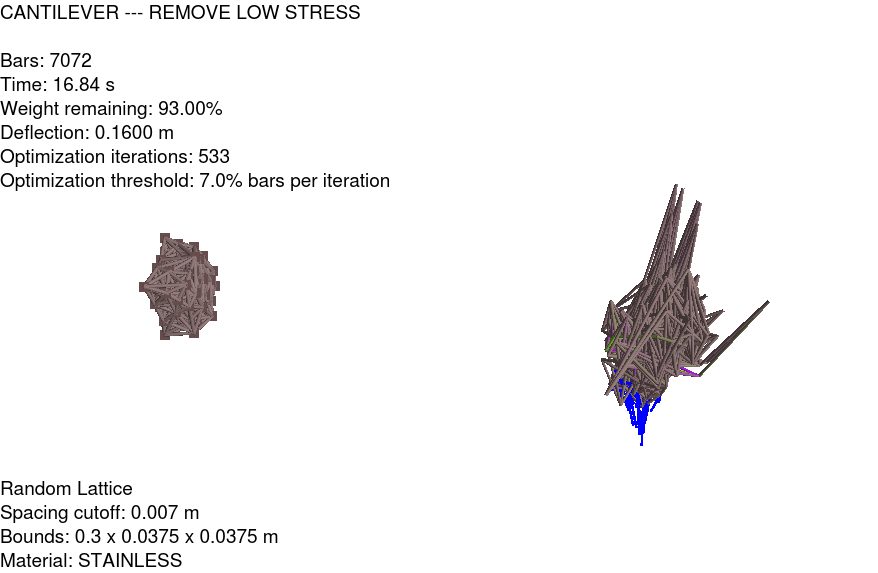 CANTILEVER --- REMOVE LOW STRESS
Bars: 7072
Time: 16.84 s
Weight remaining: 93.00%
Deflection: 0.1600 m
Optimization iterations: 533
Optimization threshold: 7.0% bars per iteration
Random Lattice
Spacing cutoff: 0.007 m
Bounds: 0.3 x 0.0375 x 0.0375 m
Material: STAINLESS